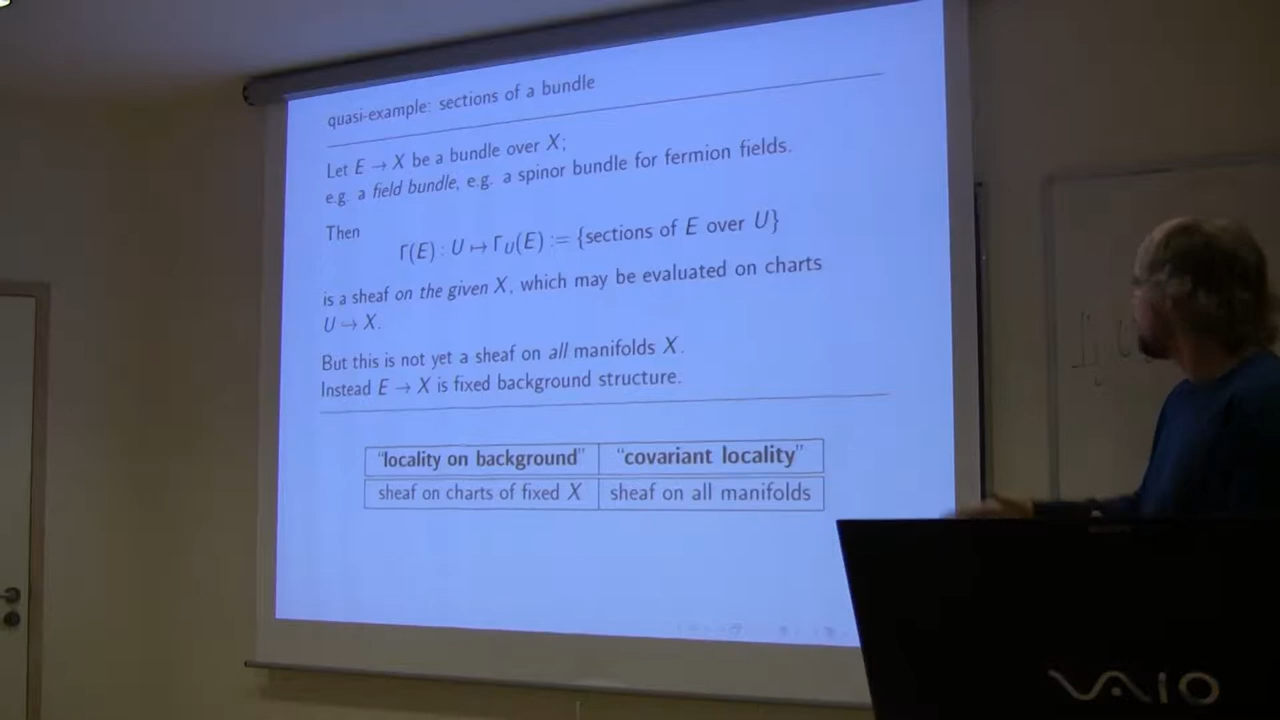 quasi-example: sections of a bundle
Let E → X be a bundle over X;
e.g. a field bundle, e.g. a spinor bundle for fermion fields.
Then
Γ(E) : U ↦ Γ_U(E) := {sections of E over U}
is a sheaf on the given X, which may be evaluated on charts
U ↪ X.
But this is not yet a sheaf on all manifolds X.
Instead E → X is fixed background structure.
"locality on background" "covariant locality"
sheaf on charts of fixed X sheaf on all manifolds
VAIO